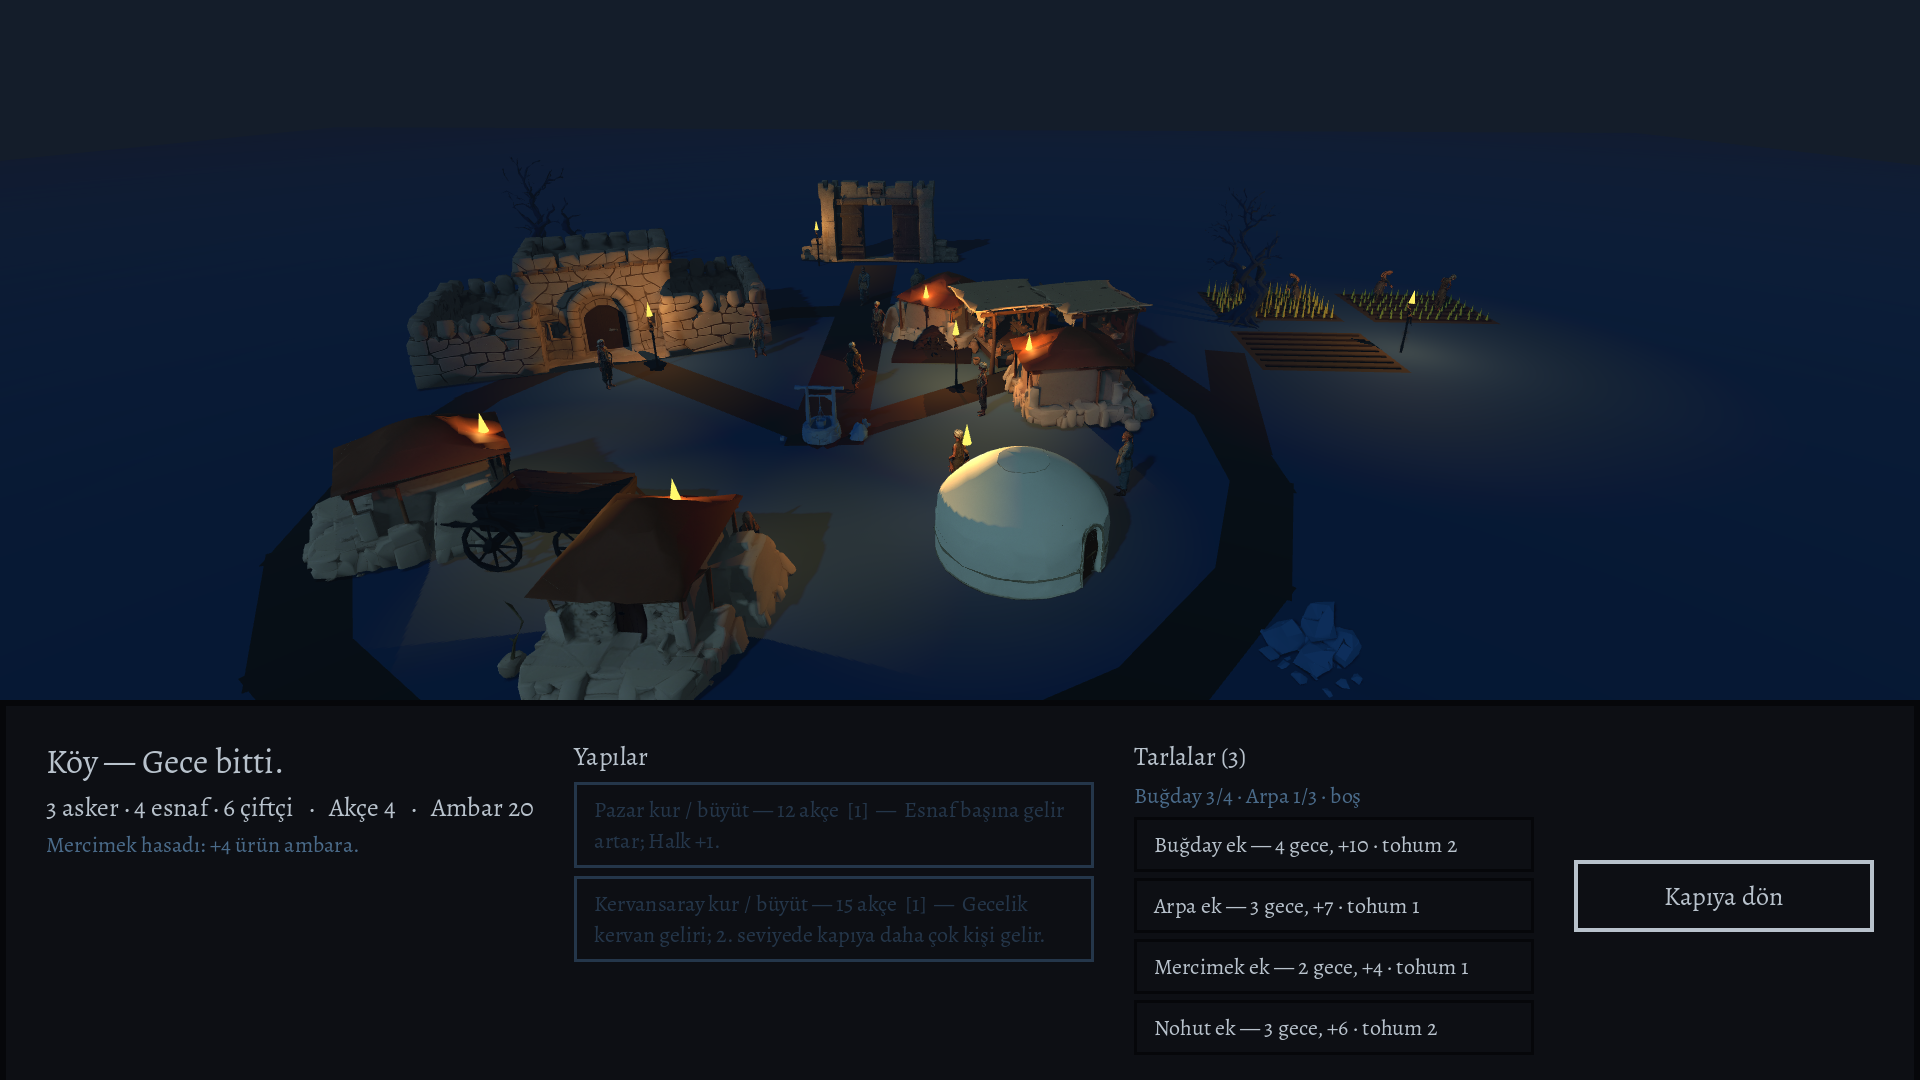 Köy — Gece bitti.
3 asker · 4 esnaf · 6 çiftçi · Akçe 4 · Ambar 20
Mercimek hasadı: +4 ürün ambara.
Yapılar
Pazar kur / büyüt — 12 akçe [1] — Esnaf başına gelir
artar; Halk +1.
Kervansaray kur / büyüt — 15 akçe [1] — Gecelik
kervan geliri; 2. seviyede kapıya daha çok kişi gelir.
Tarlalar (3)
Buğday 3/4 · Arpa 1/3 · boş
Buğday ek — 4 gece, +10 · tohum 2
Arpa ek — 3 gece, +7 · tohum 1
Mercimek ek — 2 gece, +4 · tohum 1
Nohut ek — 3 gece, +6 · tohum 2
Kapıya dön